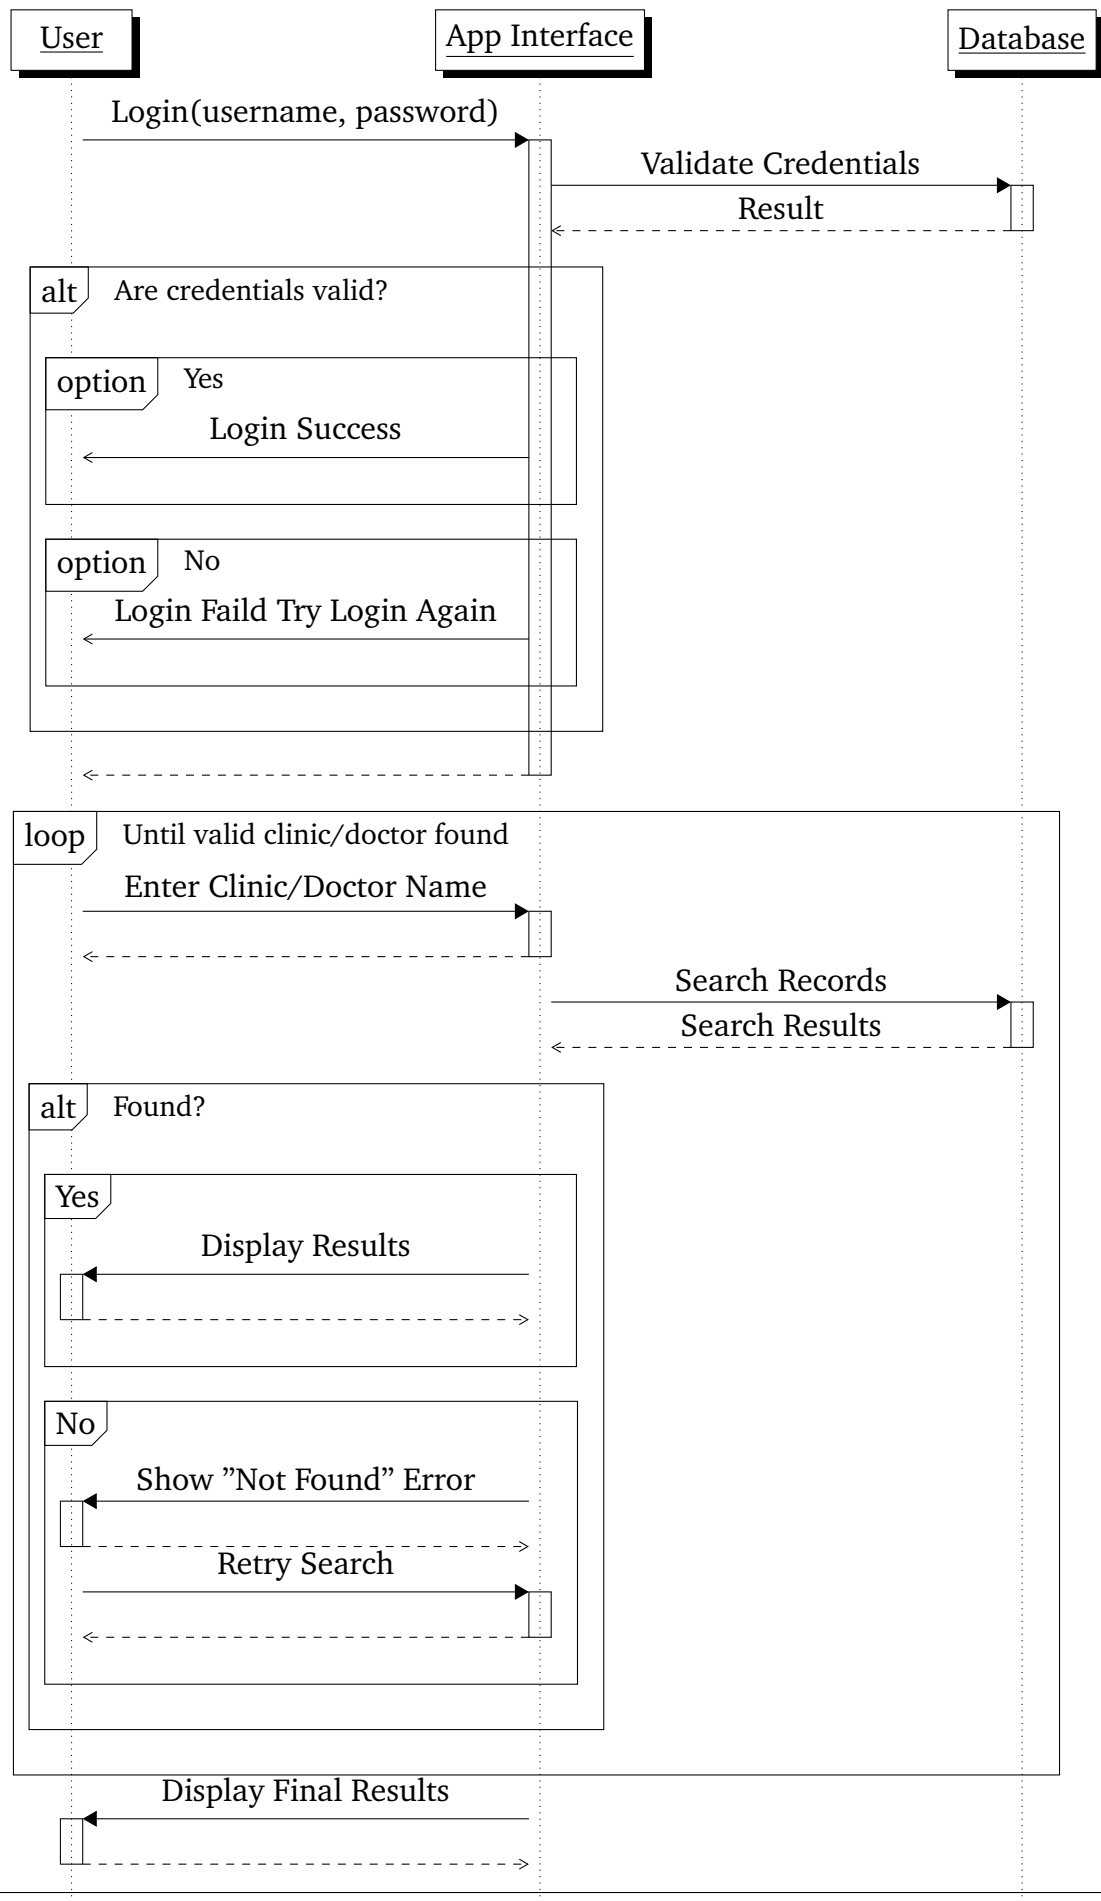 User
App Interface
Database
Login(username, password)
Validate Credentials
Result
alt
Are credentials valid?
option
Yes
Login Success
option
No
Login Faild Try Login Again
loop
Until valid clinic/doctor found
Enter Clinic/Doctor Name
Search Records
Search Results
alt
Found?
Yes
Display Results
No
Show ”Not Found” Error
Retry Search
Display Final Results